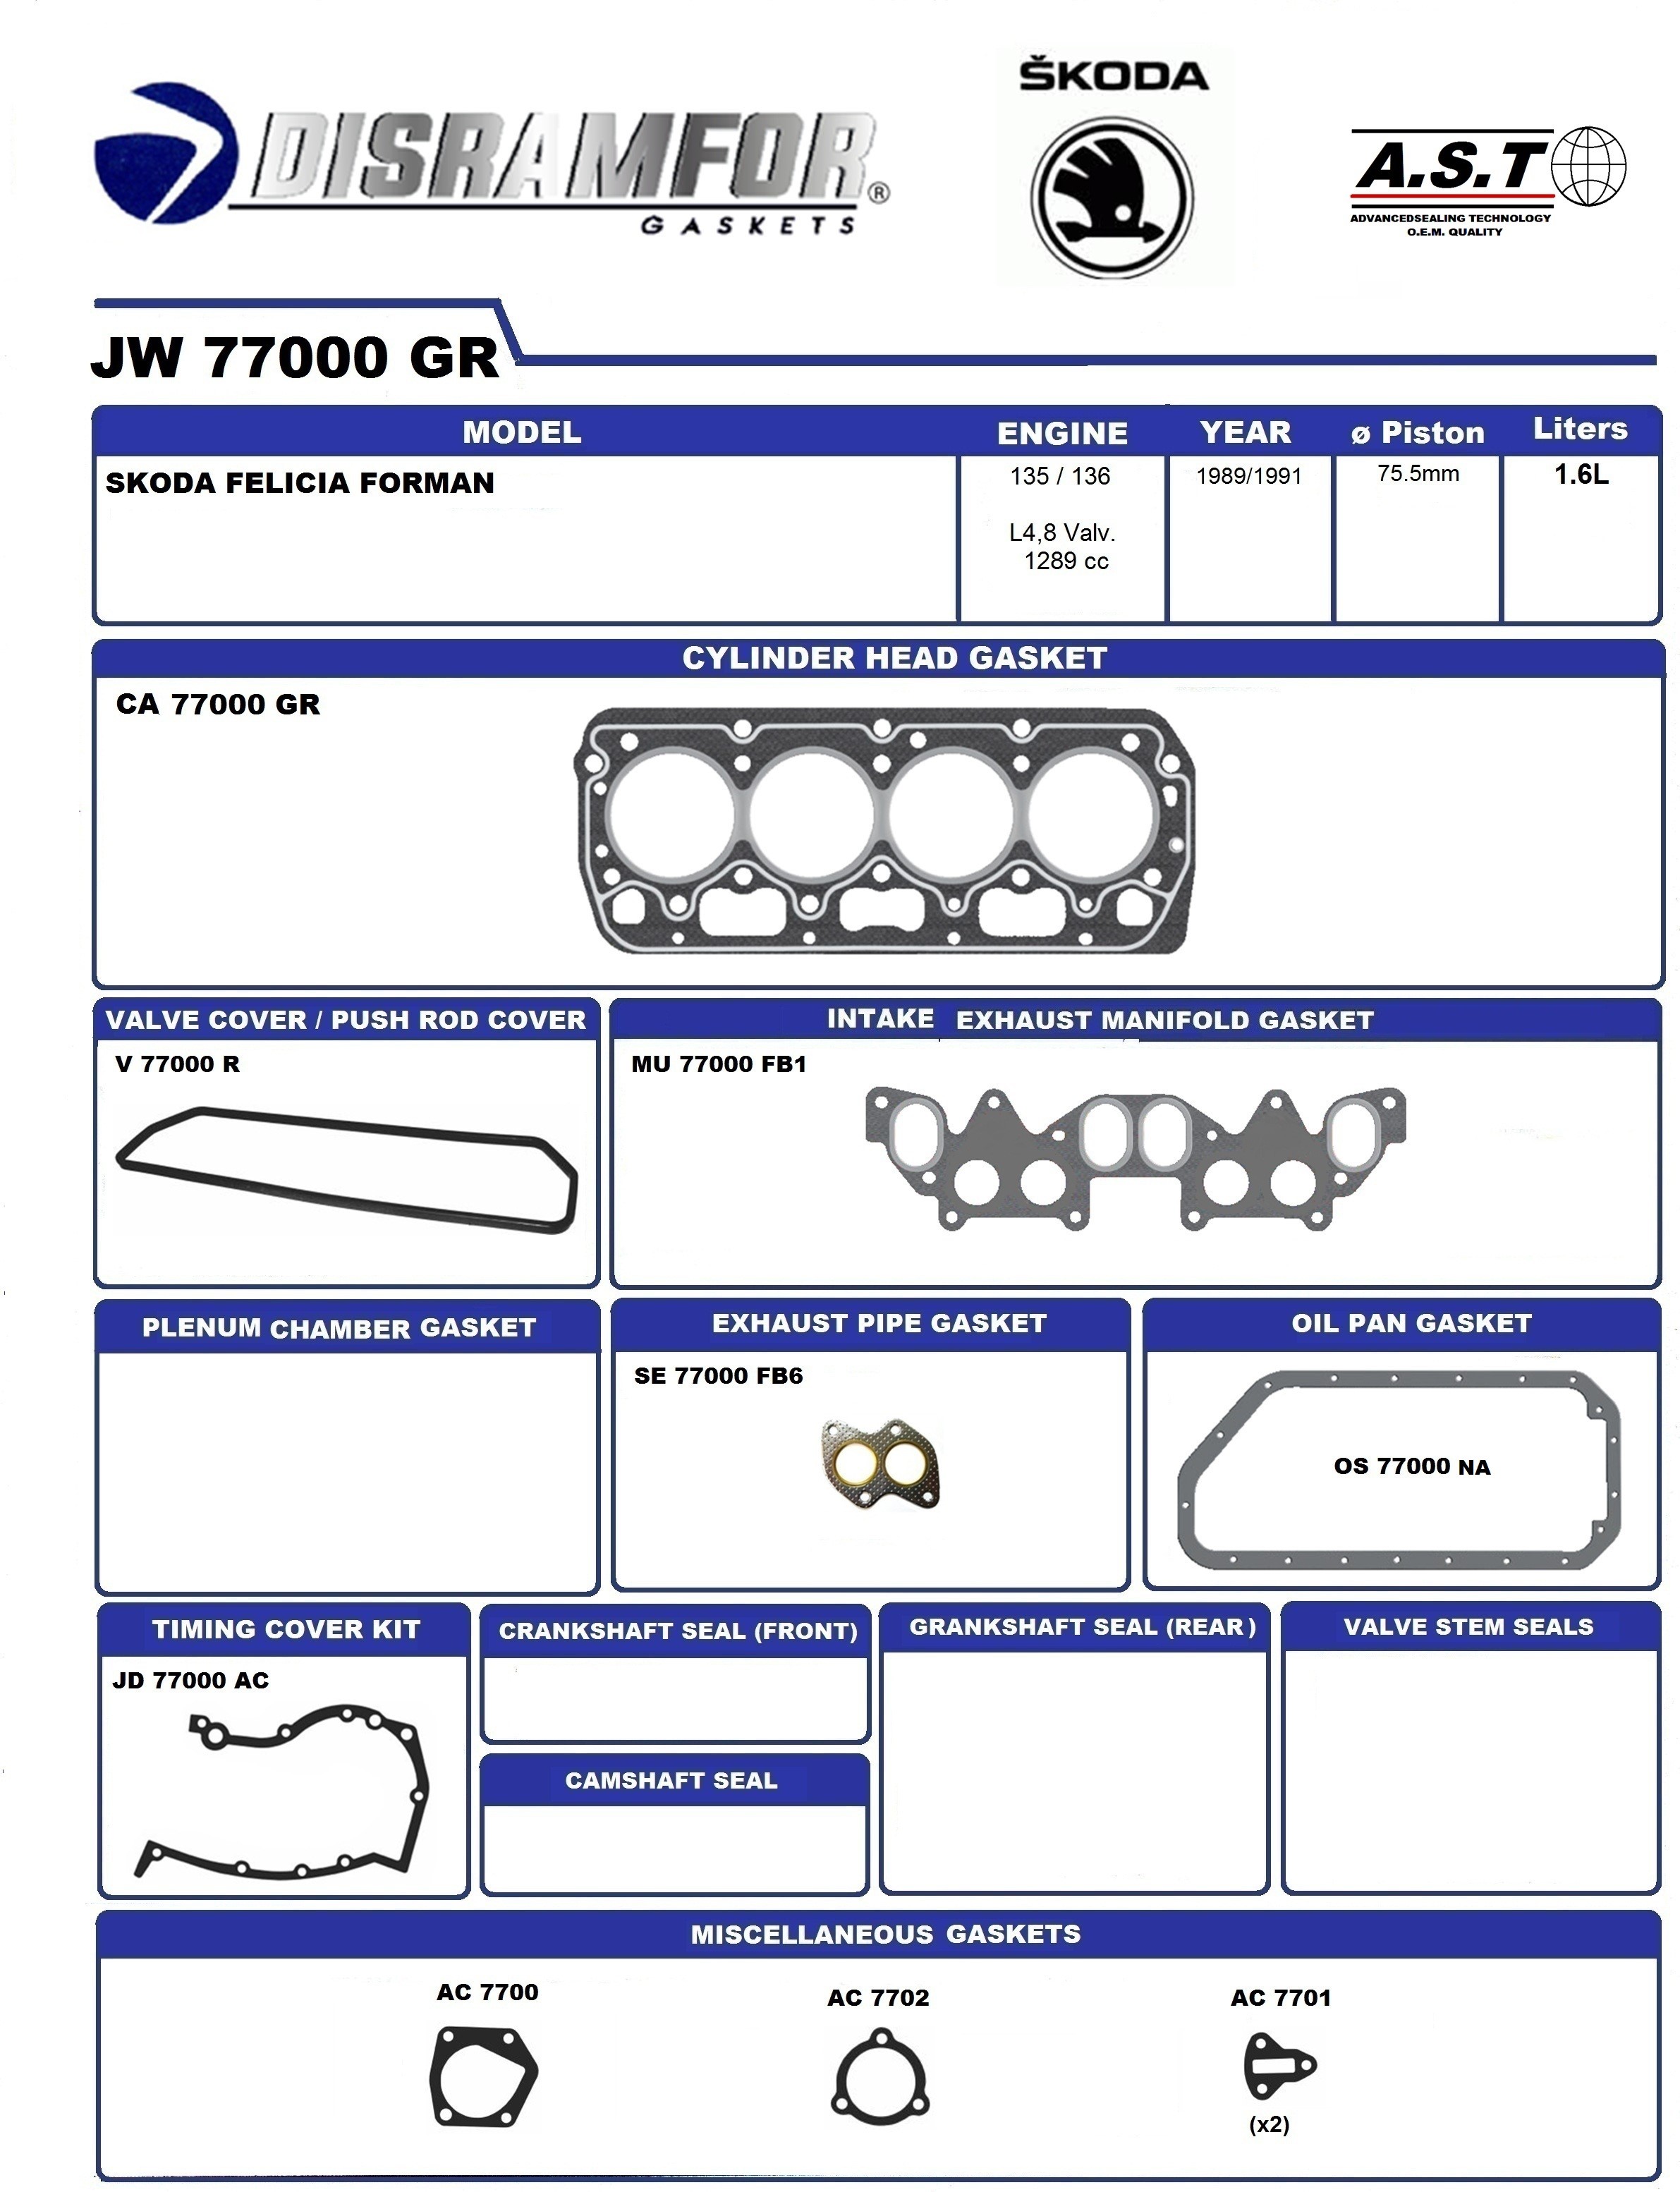 ŠKODA
DISRAMFOR®
GASKETS
A.S.T
ADVANCEDSEALING TECHNOLOGY
O.E.M. QUALITY
JW 77000 GR
MODEL ENGINE YEAR ø Piston Liters
SKODA FELICIA FORMAN 135 / 136 1989/1991 75.5mm 1.6L
L4,8 Valv.
1289 cc
CYLINDER HEAD GASKET
CA 77000 GR
VALVE COVER / PUSH ROD COVER
V 77000 R
INTAKE EXHAUST MANIFOLD GASKET
MU 77000 FB1
PLENUM CHAMBER GASKET
EXHAUST PIPE GASKET
SE 77000 FB6
OIL PAN GASKET
OS 77000 NA
TIMING COVER KIT
JD 77000 AC
CRANKSHAFT SEAL (FRONT)
CAMSHAFT SEAL
GRANKSHAFT SEAL (REAR)
VALVE STEM SEALS
MISCELLANEOUS GASKETS
AC 7700
AC 7702
AC 7701
(x2)